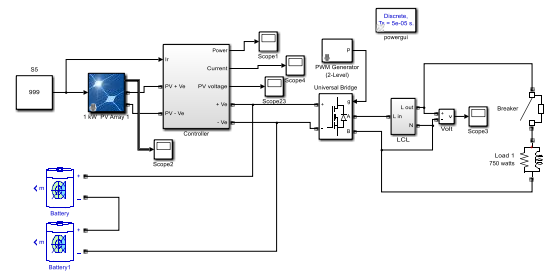 Discrete,
Ts = 5e-05 s.
powergui
S5
999
Ir
PV + Ve
PV - Ve
1 kW PV Array 1
Power
Current
PV voltage
+ Ve
- Ve
Controller
Scope1
Scope4
Scope23
Scope2
P
PWM Generator
(2-Level)
Universal Bridge
g
+
A
-
B
L in
L out
N
LCL
+
-
v
Volt
Scope3
Breaker
Load 1
750 watts
m
+
-
Battery
m
+
-
Battery1